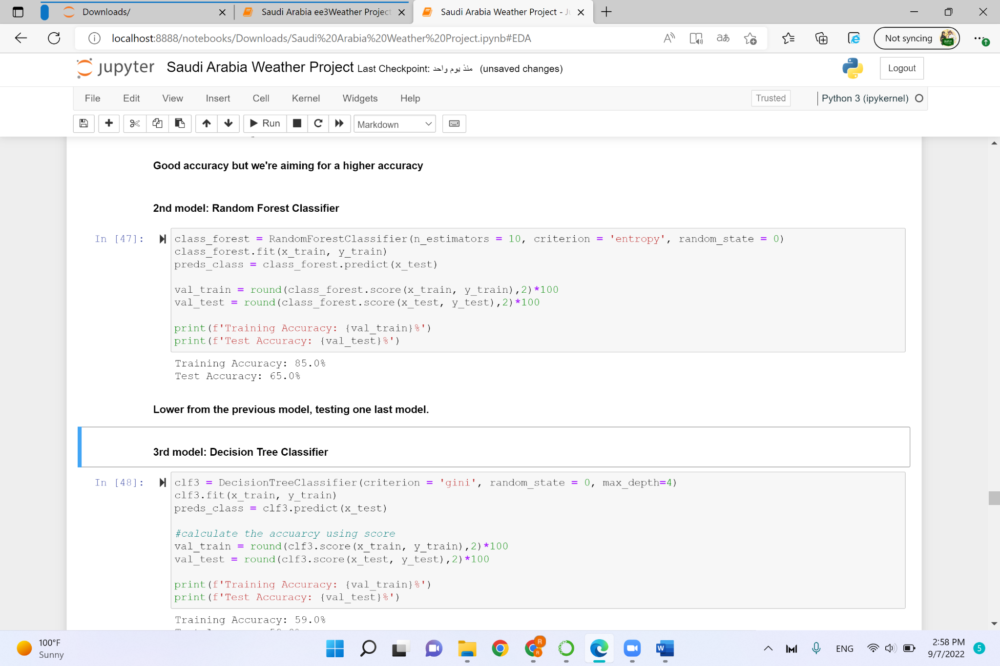 Downloads/
Saudi Arabia ee3Weather Project
Saudi Arabia Weather Project - Ju
localhost:8888/notebooks/Downloads/Saudi%20Arabia%20Weather%20Project.ipynb#EDA
Not syncing
jupyter Saudi Arabia Weather Project Last Checkpoint: منذ يوم واحد (unsaved changes)
Logout
File Edit View Insert Cell Kernel Widgets Help
Trusted
Python 3 (ipykernel)
Run
Markdown
Good accuracy but we're aiming for a higher accuracy
2nd model: Random Forest Classifier
In [47]:
class_forest = RandomForestClassifier(n_estimators = 10, criterion = 'entropy', random_state = 0)
class_forest.fit(x_train, y_train)
preds_class = class_forest.predict(x_test)
val_train = round(class_forest.score(x_train, y_train),2)*100
val_test = round(class_forest.score(x_test, y_test),2)*100
print(f'Training Accuracy: {val_train}%')
print(f'Test Accuracy: {val_test}%')
Training Accuracy: 85.0%
Test Accuracy: 65.0%
Lower from the previous model, testing one last model.
3rd model: Decision Tree Classifier
In [48]:
clf3 = DecisionTreeClassifier(criterion = 'gini', random_state = 0, max_depth=4)
clf3.fit(x_train, y_train)
preds_class = clf3.predict(x_test)
#calculate the accuarcy using score
val_train = round(clf3.score(x_train, y_train),2)*100
val_test = round(clf3.score(x_test, y_test),2)*100
print(f'Training Accuracy: {val_train}%')
print(f'Test Accuracy: {val_test}%')
Training Accuracy: 59.0%
100°F
Sunny
ENG
2:58 PM
9/7/2022
5